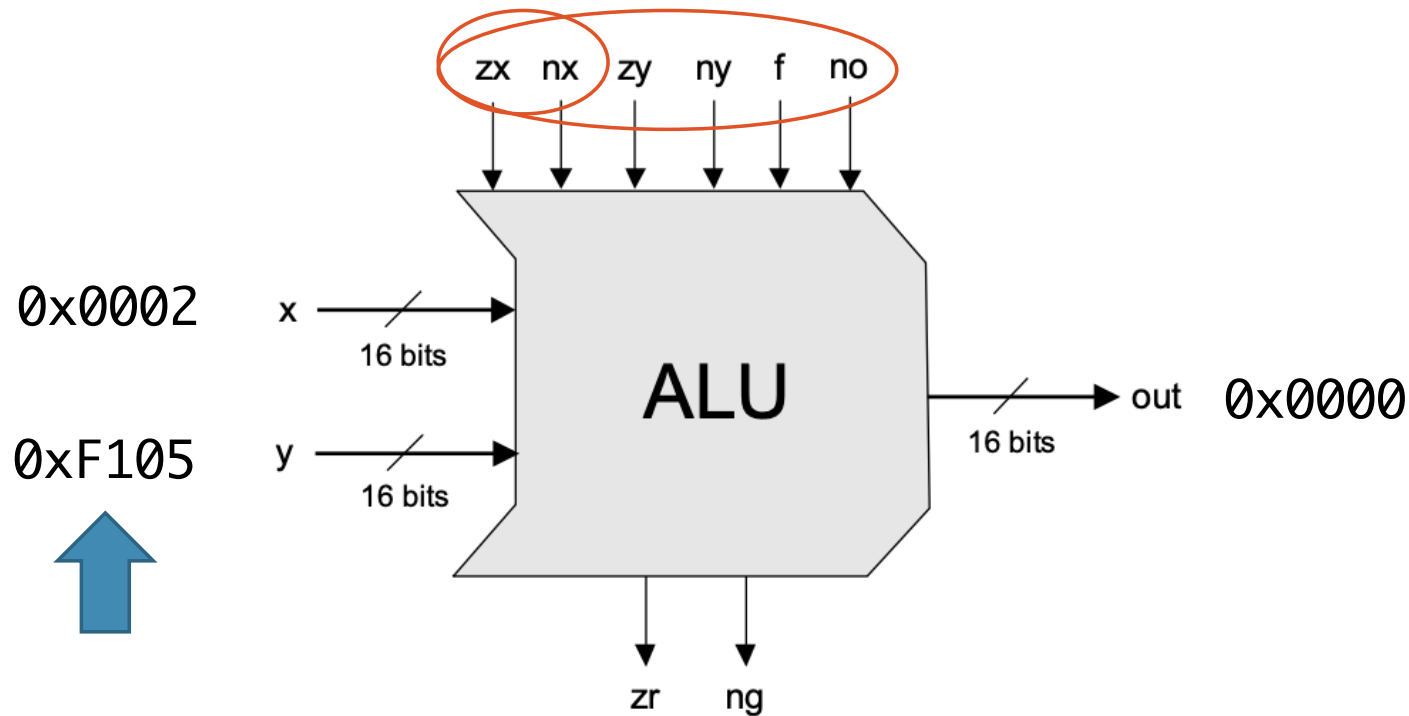 zx nx zy ny f no
0x0002 x
16 bits
ALU
out 0x0000
16 bits
0xF105 y
16 bits
zr ng